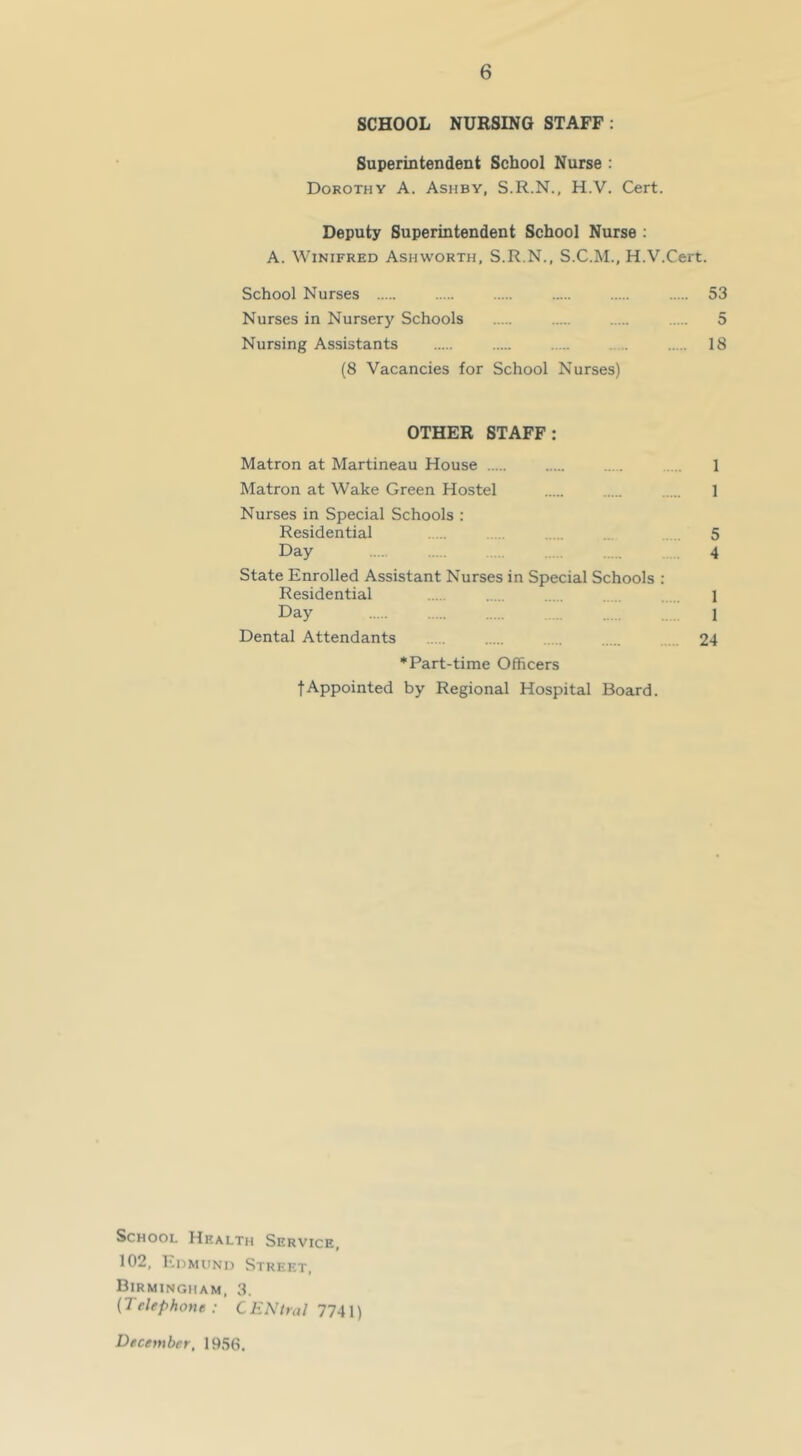 6
SCHOOL NURSING STAFF :
Superintendent School Nurse :
Dorothy A. Ashby, S.R.N., H.V. Cert.
Deputy Superintendent School Nurse :
A. Winifred Ashworth, S.R.N., S.C.M., H.V.Cert.
School Nurses ..... ..... ..... ..... ..... ..... 53
Nurses in Nursery Schools ..... ..... ..... ..... 5
Nursing Assistants ..... ..... ..... ..... ..... 18
(8 Vacancies for School Nurses)
OTHER STAFF :
Matron at Martineau House ..... ..... ..... ..... 1
Matron at Wake Green Hostel ..... ..... ..... 1
Nurses in Special Schools :
Residential ..... ..... ..... ..... ..... 5
Day ..... ..... ..... ..... ..... ..... 4
State Enrolled Assistant Nurses in Special Schools :
Residential ..... ..... ..... ..... ..... 1
Day ..... ..... ..... ..... ..... ..... 1
Dental Attendants ..... ..... ..... ..... ..... 24
*Part-time Officers
†Appointed by Regional Hospital Board.
School Health Service,
102, Edmund Street,
Birmingham, 3.
(Telephone : CENtral 7741)
December, 1956.